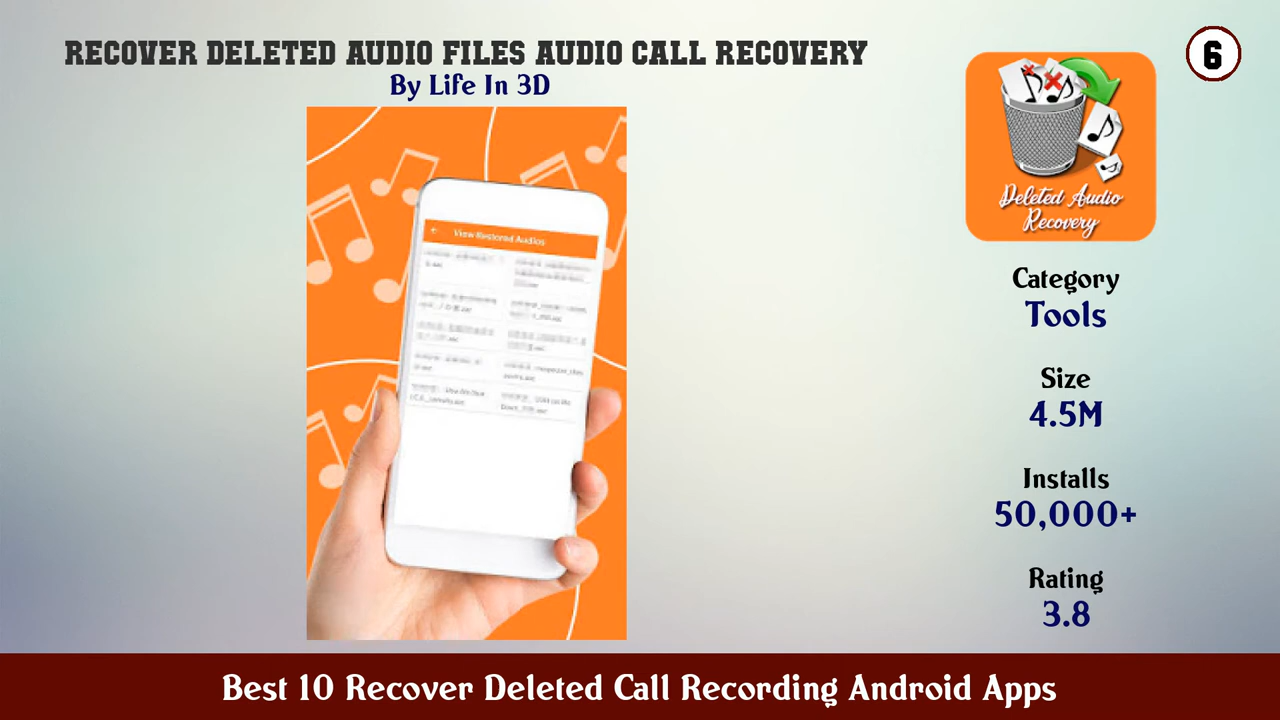 RECOVER DELETED AUDIO FILES AUDIO CALL RECOVERY
By Life In 3D
6
View Restored Audios
Deleted Audio
Recovery
Category
Tools
Size
4.5M
Installs
50,000+
Rating
3.8
Best 10 Recover Deleted Call Recording Android Apps